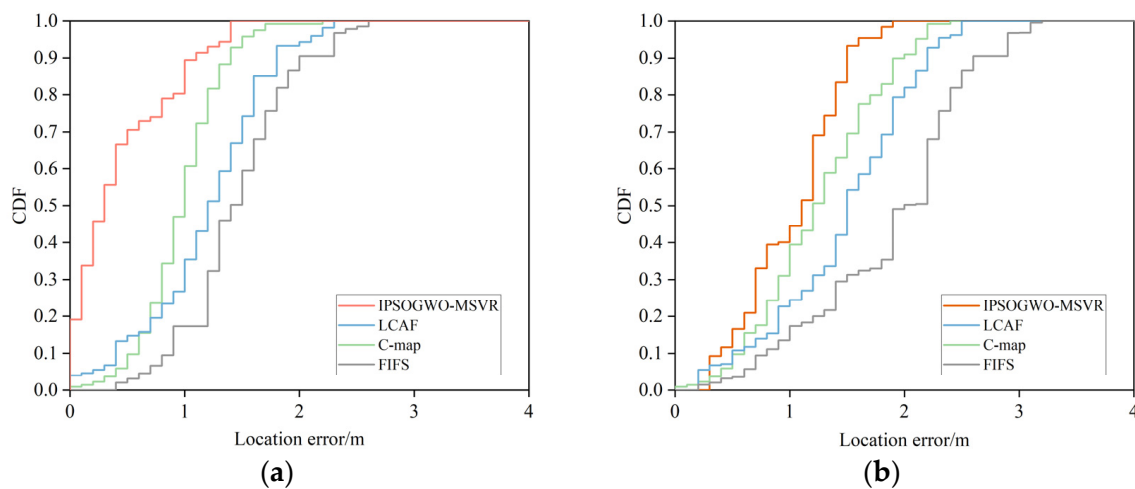 1.0
0.9
0.8
0.7
0.6
0.5
0.4
0.3
0.2
0.1
0.0
CDF
0 1 2 3 4
Location error/m
IPSOGWO-MSVR
LCAF
C-map
FIFS
(a)
1.0
0.9
0.8
0.7
0.6
0.5
0.4
0.3
0.2
0.1
0.0
CDF
0 1 2 3 4
Location error/m
IPSOGWO-MSVR
LCAF
C-map
FIFS
(b)